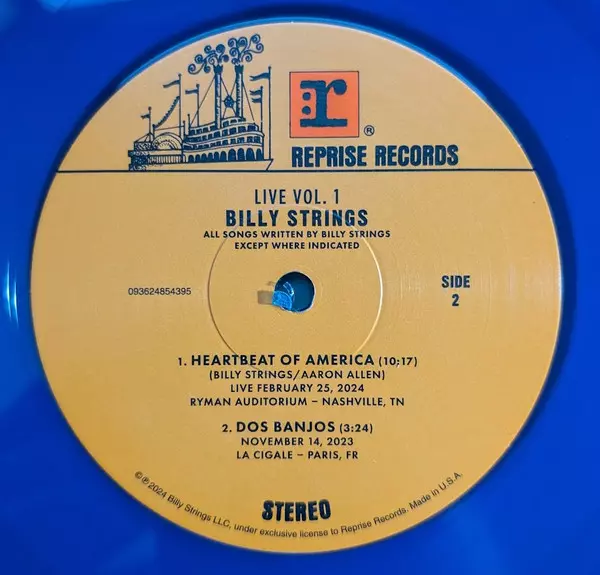 r
®
REPRISE RECORDS
LIVE VOL. 1
BILLY STRINGS
ALL SONGS WRITTEN BY BILLY STRINGS
EXCEPT WHERE INDICATED
093624854395
SIDE
2
1. HEARTBEAT OF AMERICA (10;17)
(BILLY STRINGS/AARON ALLEN)
LIVE FEBRUARY 25, 2024
RYMAN AUDITORIUM – NASHVILLE, TN
2. DOS BANJOS (3:24)
NOVEMBER 14, 2023
LA CIGALE – PARIS, FR
STEREO
©℗2024 Billy Strings LLC, under exclusive license to Reprise Records. Made in U.S.A.